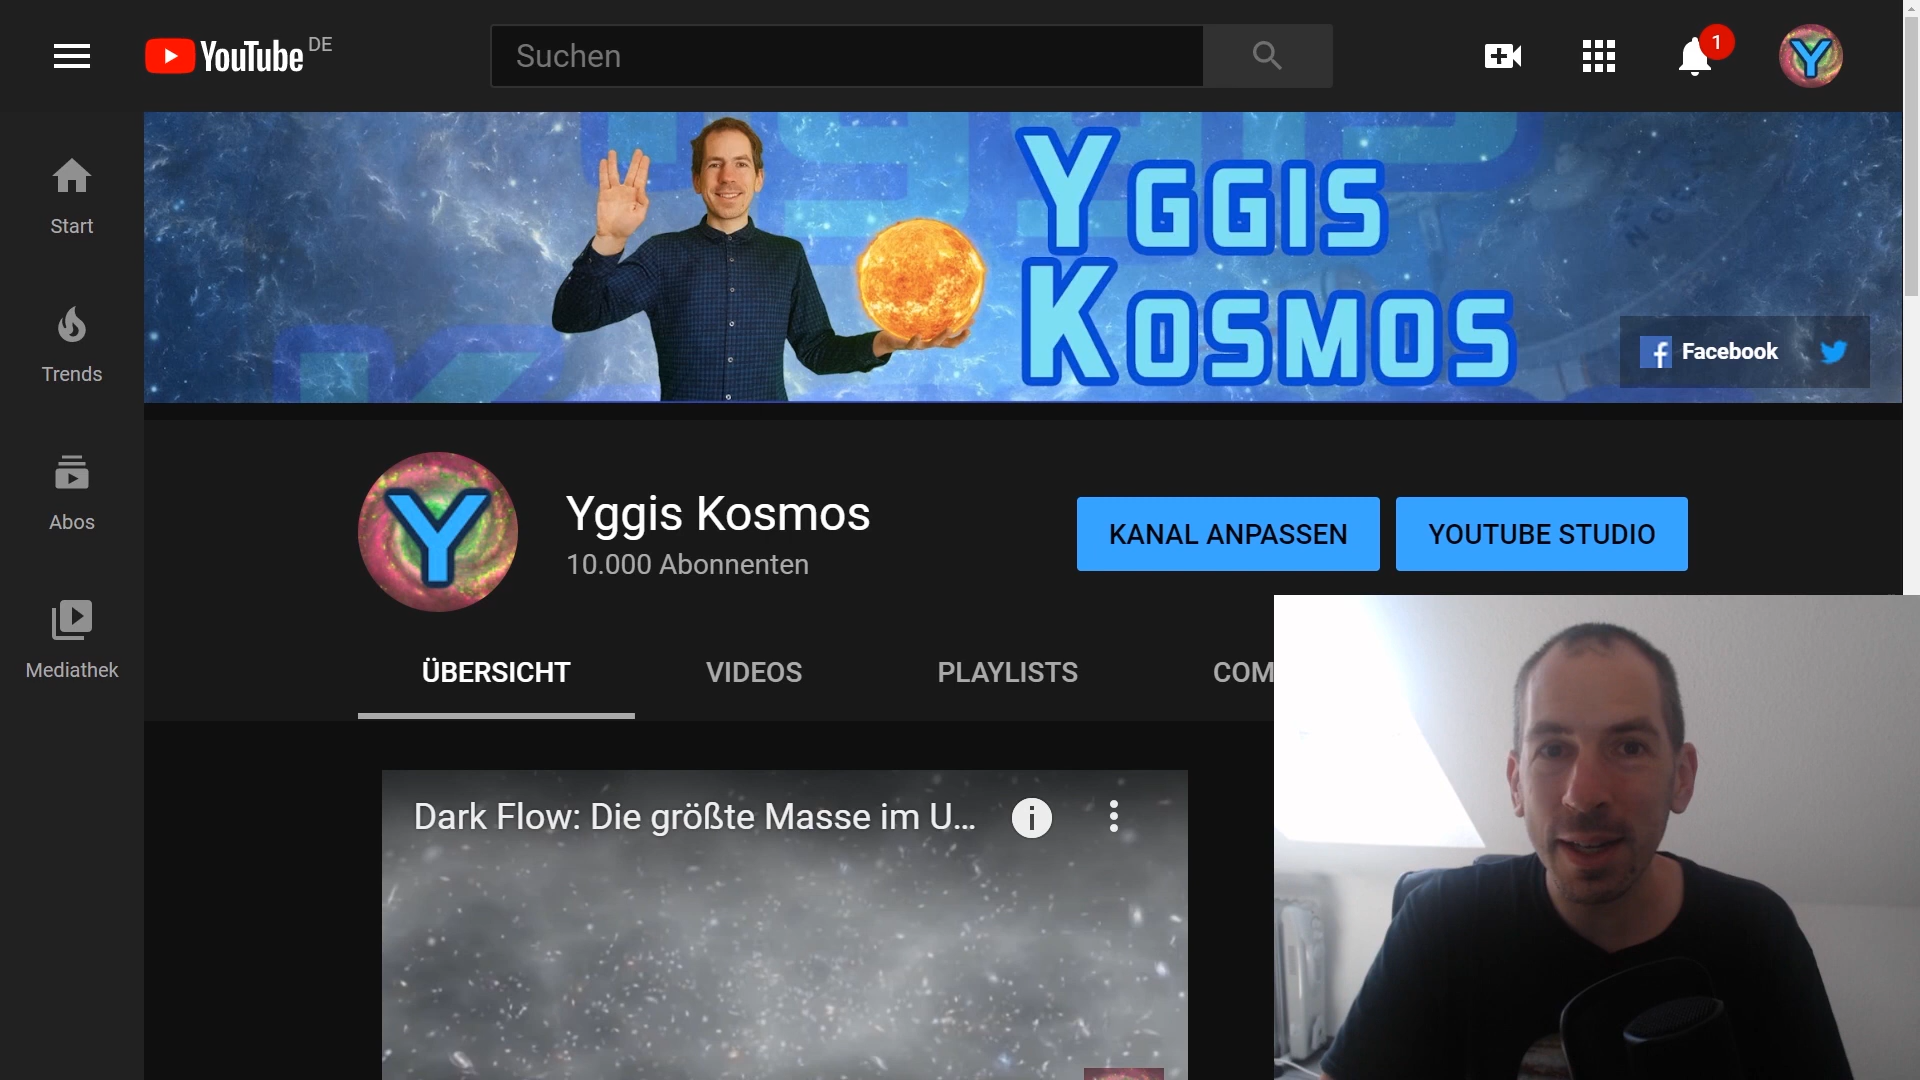 YouTube DE
Suchen
1
Y
Start
Trends
Abos
Mediathek
YGGIS
KOSMOS
Facebook
Y
Yggis Kosmos
10.000 Abonnenten
KANAL ANPASSEN
YOUTUBE STUDIO
ÜBERSICHT
VIDEOS
PLAYLISTS
COM
Dark Flow: Die größte Masse im U...